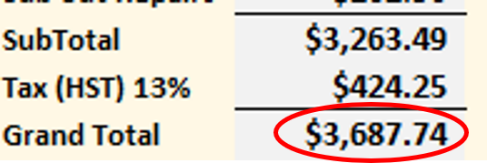 SubTotal $3,263.49
Tax (HST) 13% $424.25
Grand Total $3,687.74